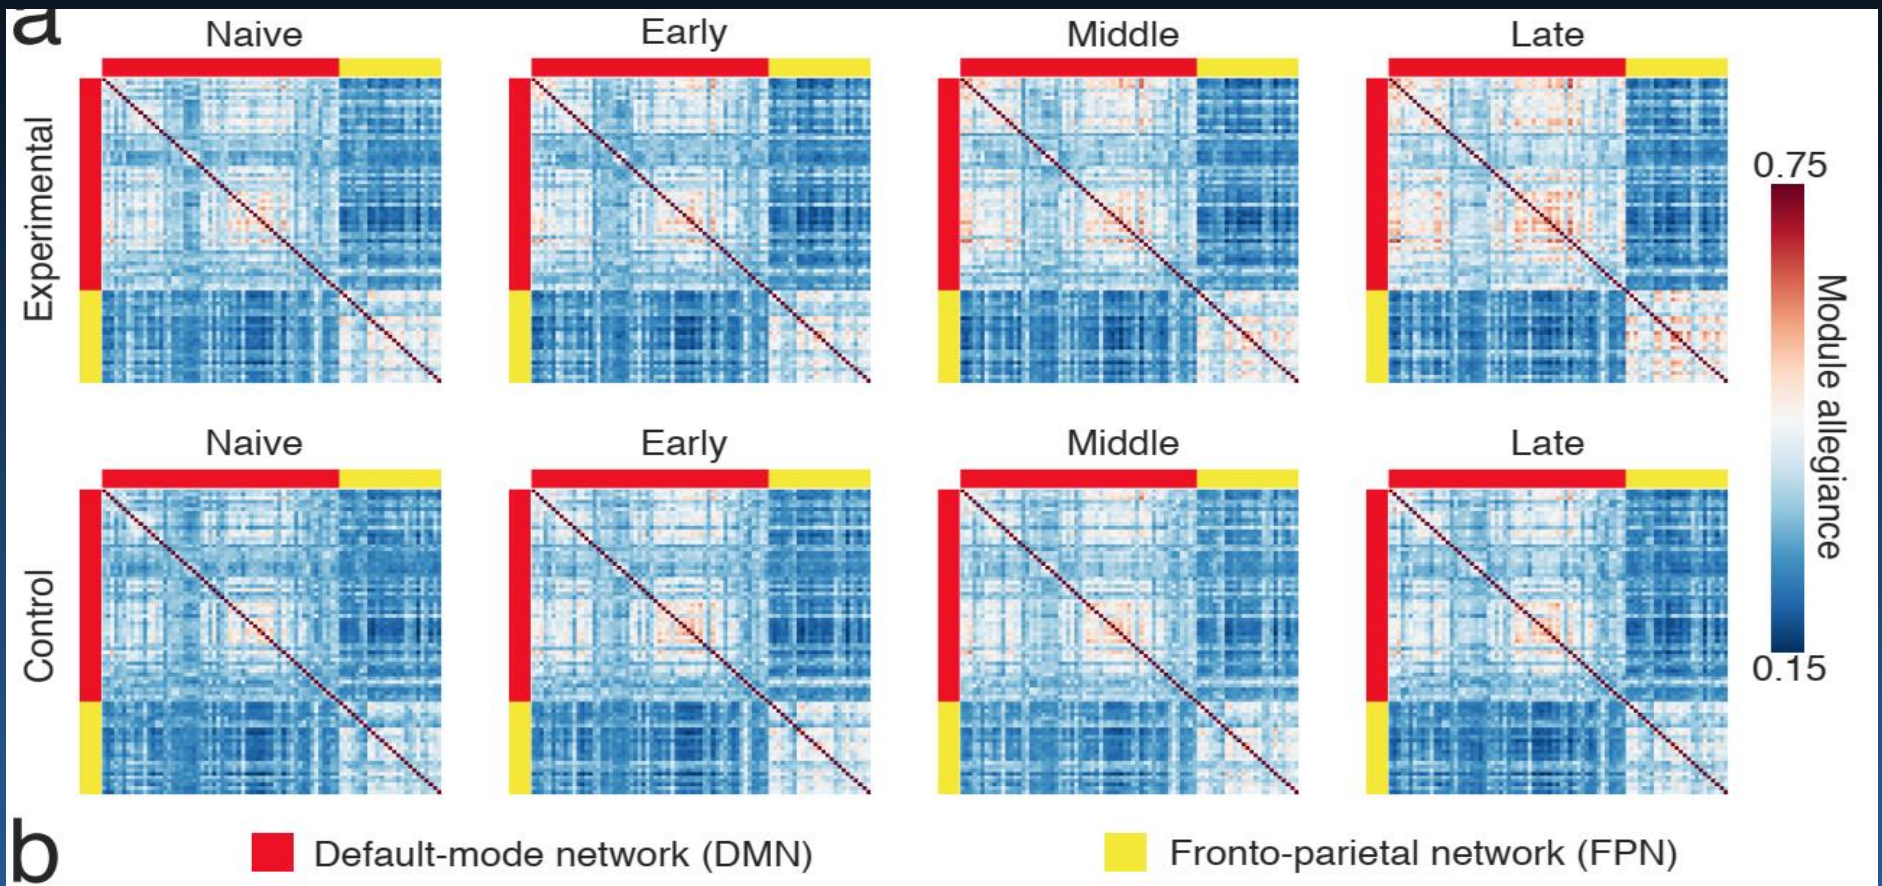 a
Naive Early Middle Late
Experimental
0.75
Module allegiance
0.15
Naive Early Middle Late
Control
b
Default-mode network (DMN) Fronto-parietal network (FPN)